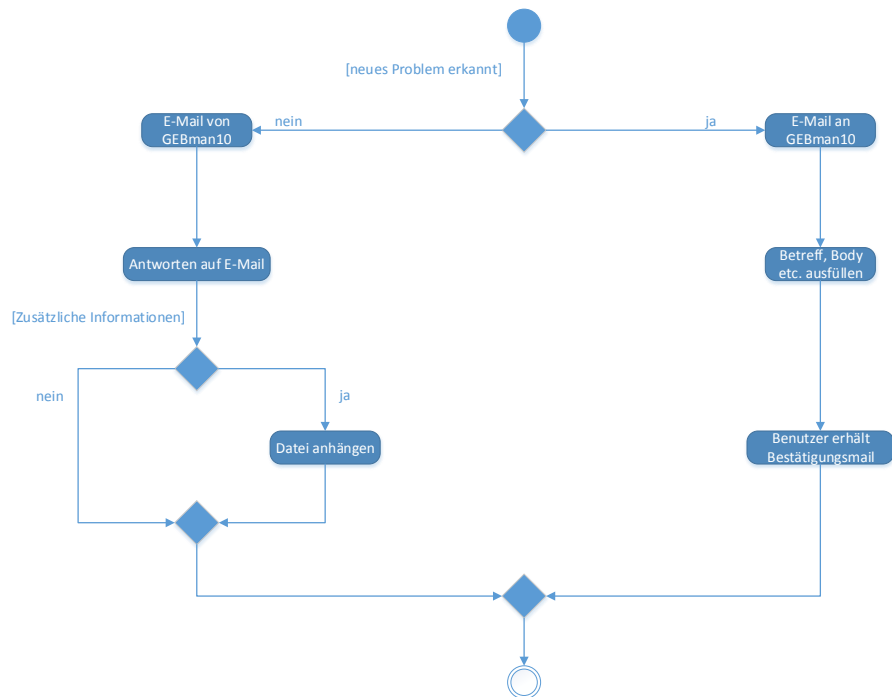 [neues Problem erkannt]
E-Mail von
GEBman10
nein
ja
E-Mail an
GEBman10
Antworten auf E-Mail
Betreff, Body
etc. ausfüllen
[Zusätzliche Informationen]
nein
ja
Datei anhängen
Benutzer erhält
Bestätigungsmail